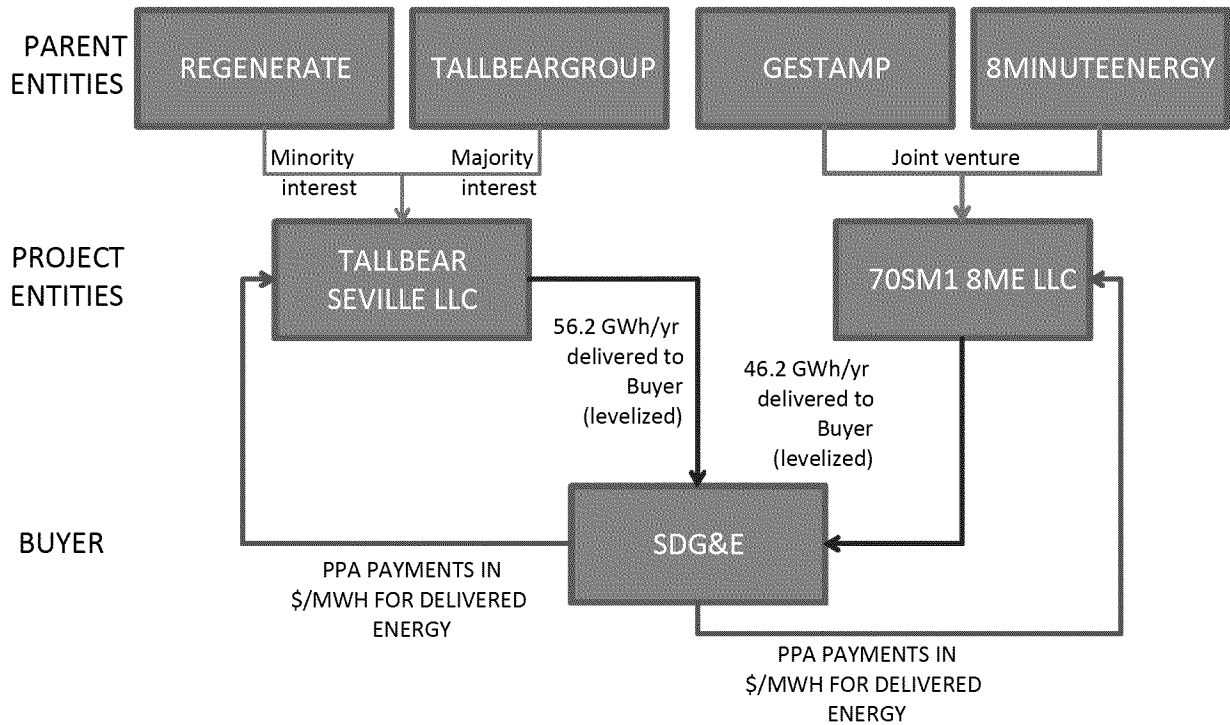 PARENT
ENTITIES
REGENERATE
TALLBEARGROUP
GESTAMP
8MINUTEENERGY
Minority
interest
Majority
interest
Joint venture
PROJECT
ENTITIES
TALLBEAR
SEVILLE LLC
70SM1 8ME LLC
56.2 GWh/yr
delivered to
Buyer
(levelized)
46.2 GWh/yr
delivered to
Buyer
(levelized)
BUYER
SDG&E
PPA PAYMENTS IN
$/MWH FOR DELIVERED
ENERGY
PPA PAYMENTS IN
$/MWH FOR DELIVERED
ENERGY